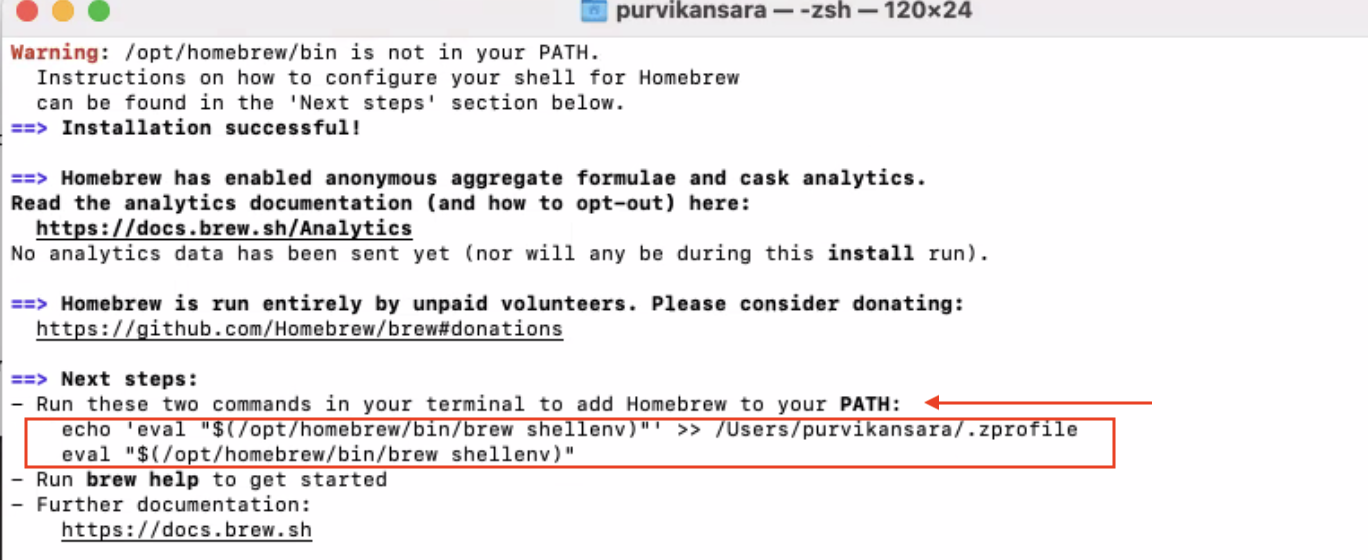 purvikansara — -zsh — 120×24
Warning: /opt/homebrew/bin is not in your PATH.
Instructions on how to configure your shell for Homebrew
can be found in the 'Next steps' section below.
==> Installation successful!
==> Homebrew has enabled anonymous aggregate formulae and cask analytics.
Read the analytics documentation (and how to opt-out) here:
https://docs.brew.sh/Analytics
No analytics data has been sent yet (nor will any be during this install run).
==> Homebrew is run entirely by unpaid volunteers. Please consider donating:
https://github.com/Homebrew/brew#donations
==> Next steps:
- Run these two commands in your terminal to add Homebrew to your PATH:
echo 'eval "$(/opt/homebrew/bin/brew shellenv)"' >> /Users/purvikansara/.zprofile
eval "$(/opt/homebrew/bin/brew shellenv)"
- Run brew help to get started
- Further documentation:
https://docs.brew.sh